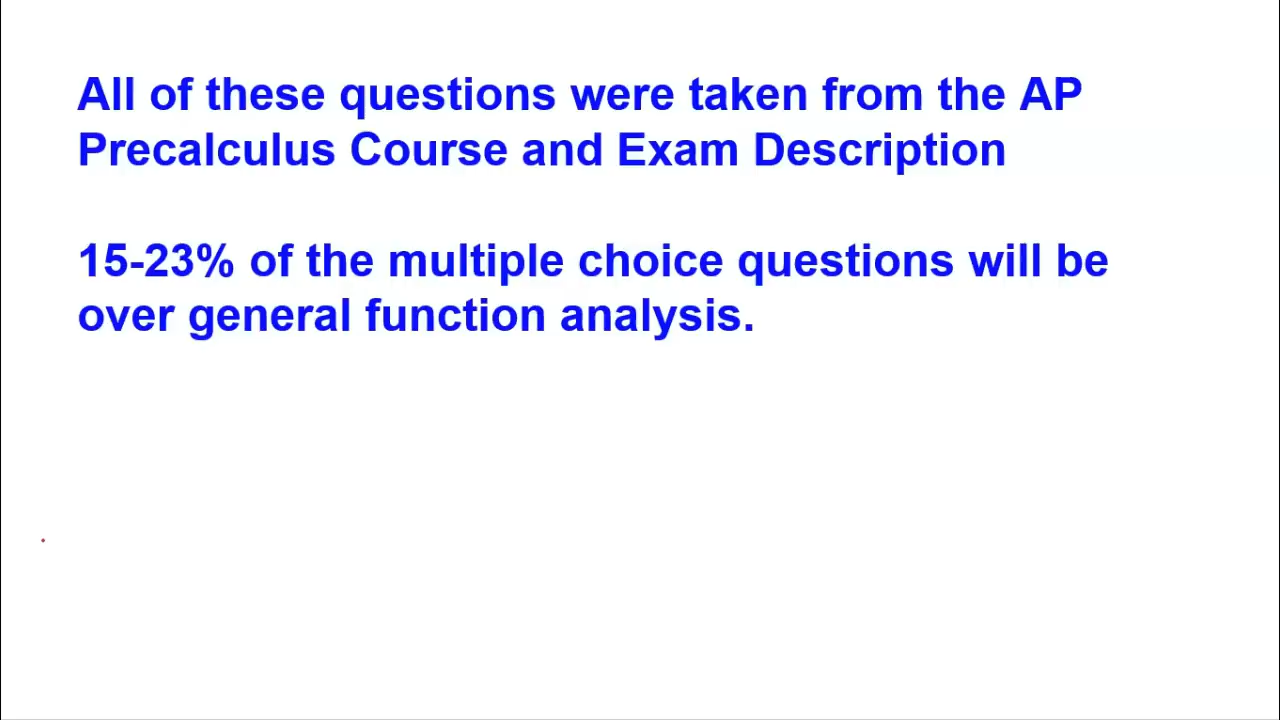 All of these questions were taken from the AP
Precalculus Course and Exam Description
15-23% of the multiple choice questions will be
over general function analysis.